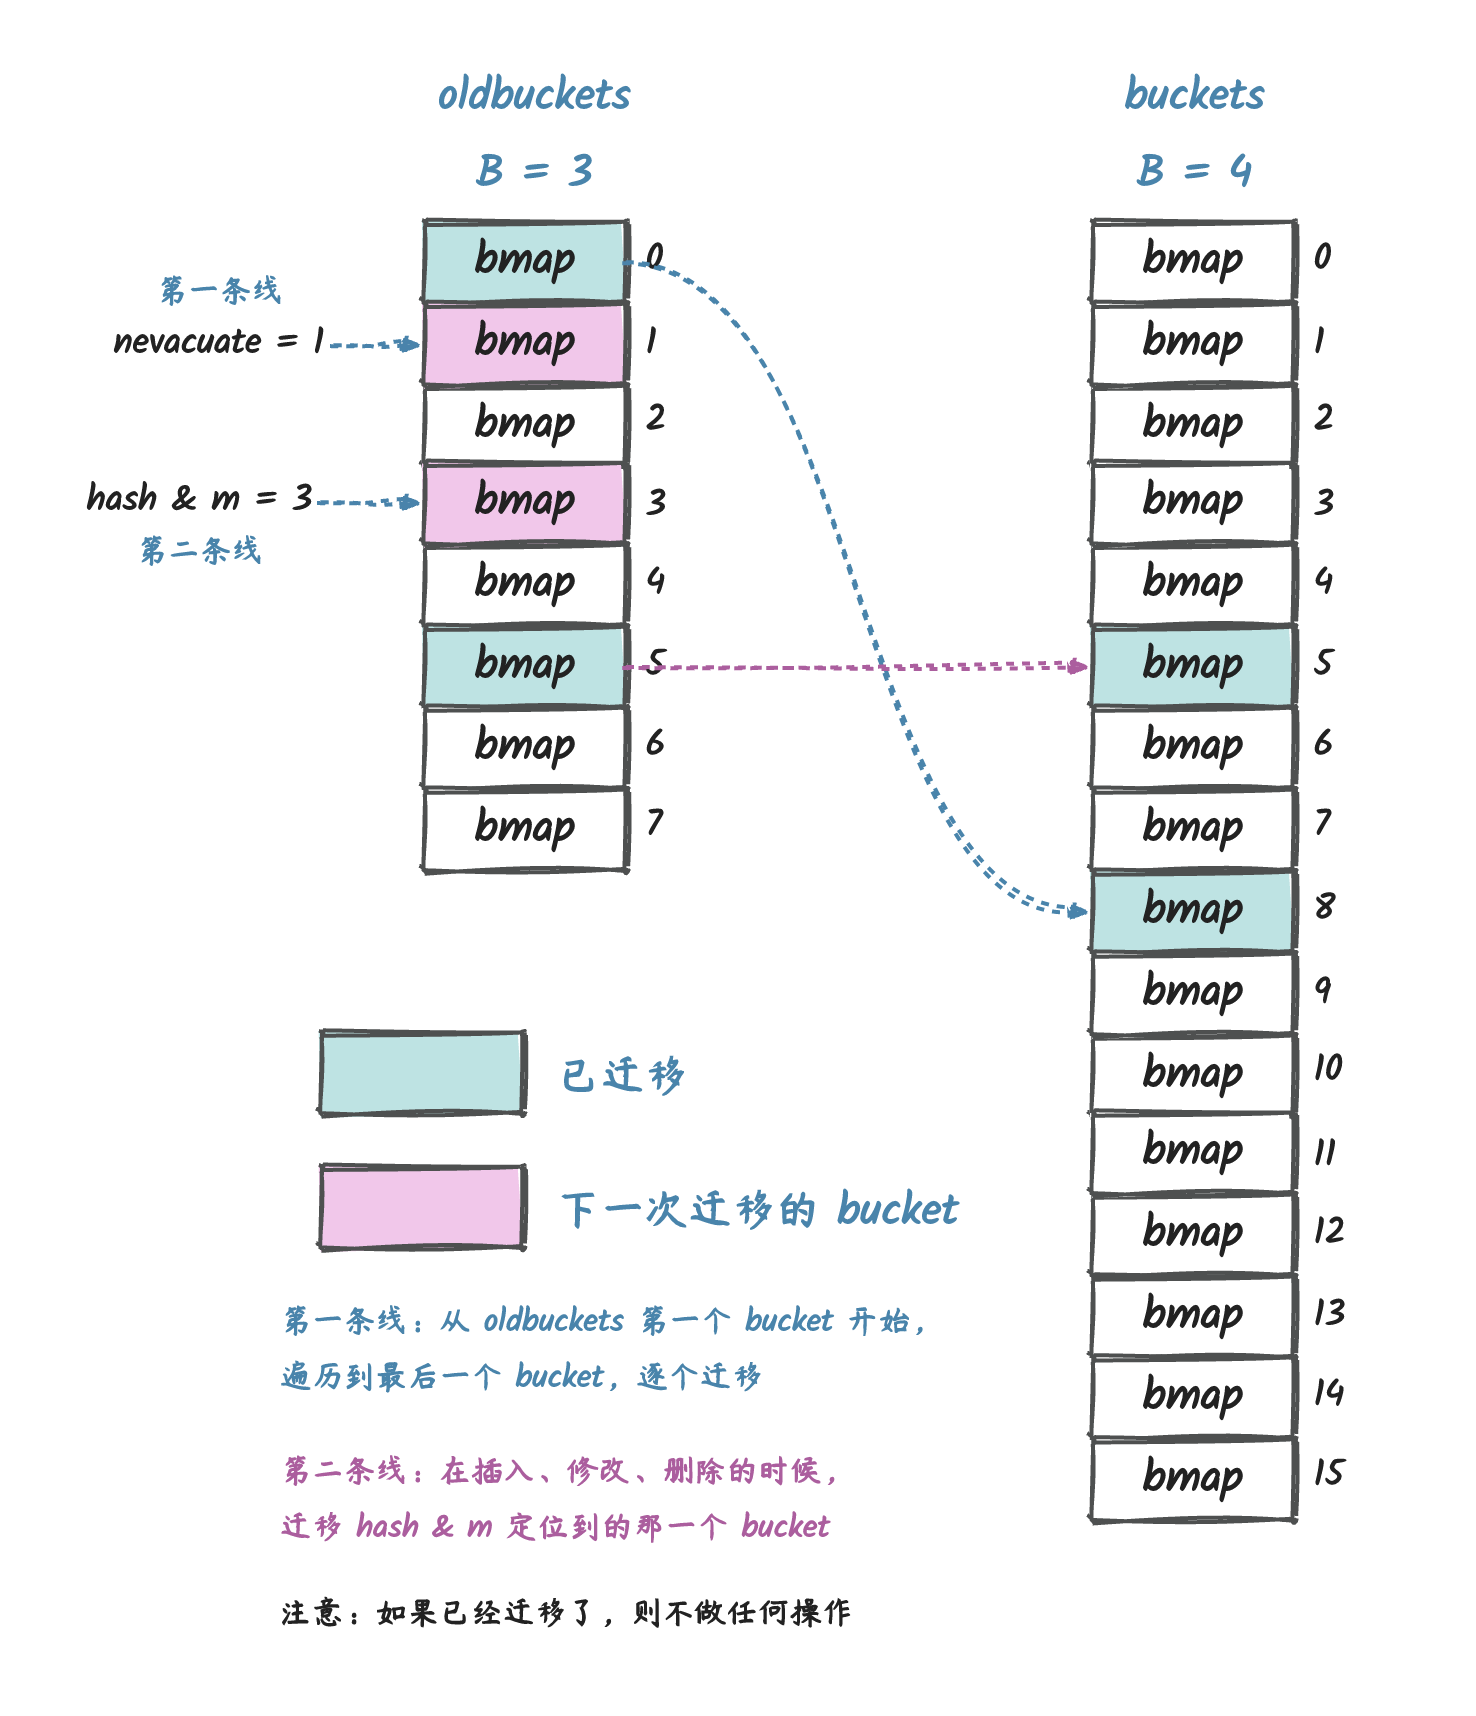 oldbuckets
B = 3
bmap 0
bmap 1
bmap 2
bmap 3
bmap 4
bmap 5
bmap 6
bmap 7
第一条线
nevacuate = 1
hash & m = 3
第二条线
buckets
B = 4
bmap 0
bmap 1
bmap 2
bmap 3
bmap 4
bmap 5
bmap 6
bmap 7
bmap 8
bmap 9
bmap 10
bmap 11
bmap 12
bmap 13
bmap 14
bmap 15
已迁移
下一次迁移的 bucket
第一条线：从 oldbuckets 第一个 bucket 开始，
遍历到最后一个 bucket，逐个迁移
第二条线：在插入、修改、删除的时候，
迁移 hash & m 定位到的那一个 bucket
注意：如果已经迁移了，则不做任何操作